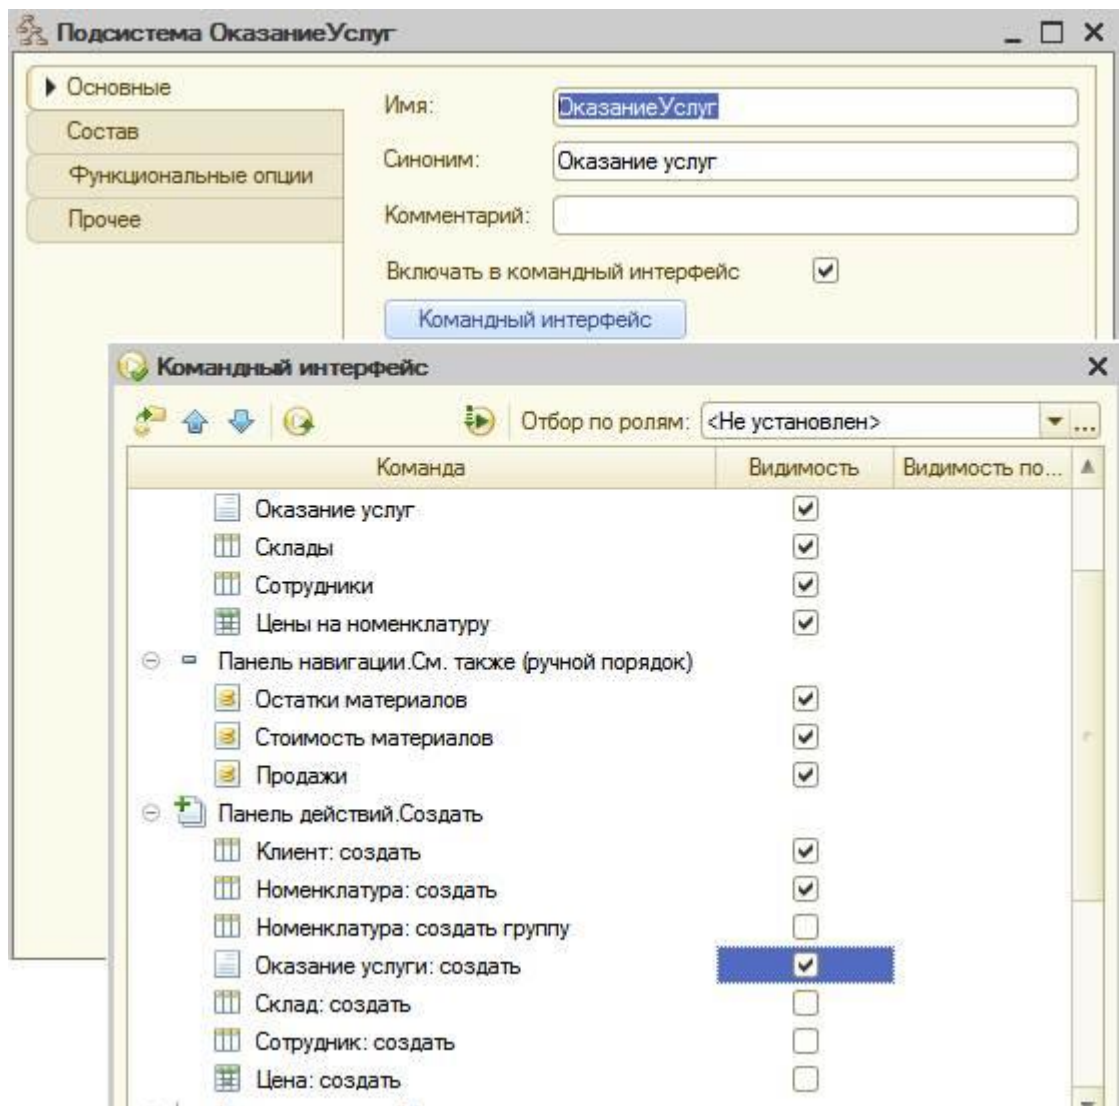 Подсистема ОказаниеУслуг
Основные
Состав
Функциональные опции
Прочее
Имя: ОказаниеУслуг
Синоним: Оказание услуг
Комментарий:
Включать в командный интерфейс
Командный интерфейс
Командный интерфейс
Отбор по ролям: <Не установлен> ...
Команда Видимость Видимость по...
Оказание услуг
Склады
Сотрудники
Цены на номенклатуру
Панель навигации.См. также (ручной порядок)
Остатки материалов
Стоимость материалов
Продажи
Панель действий.Создать
Клиент: создать
Номенклатура: создать
Номенклатура: создать группу
Оказание услуги: создать
Склад: создать
Сотрудник: создать
Цена: создать